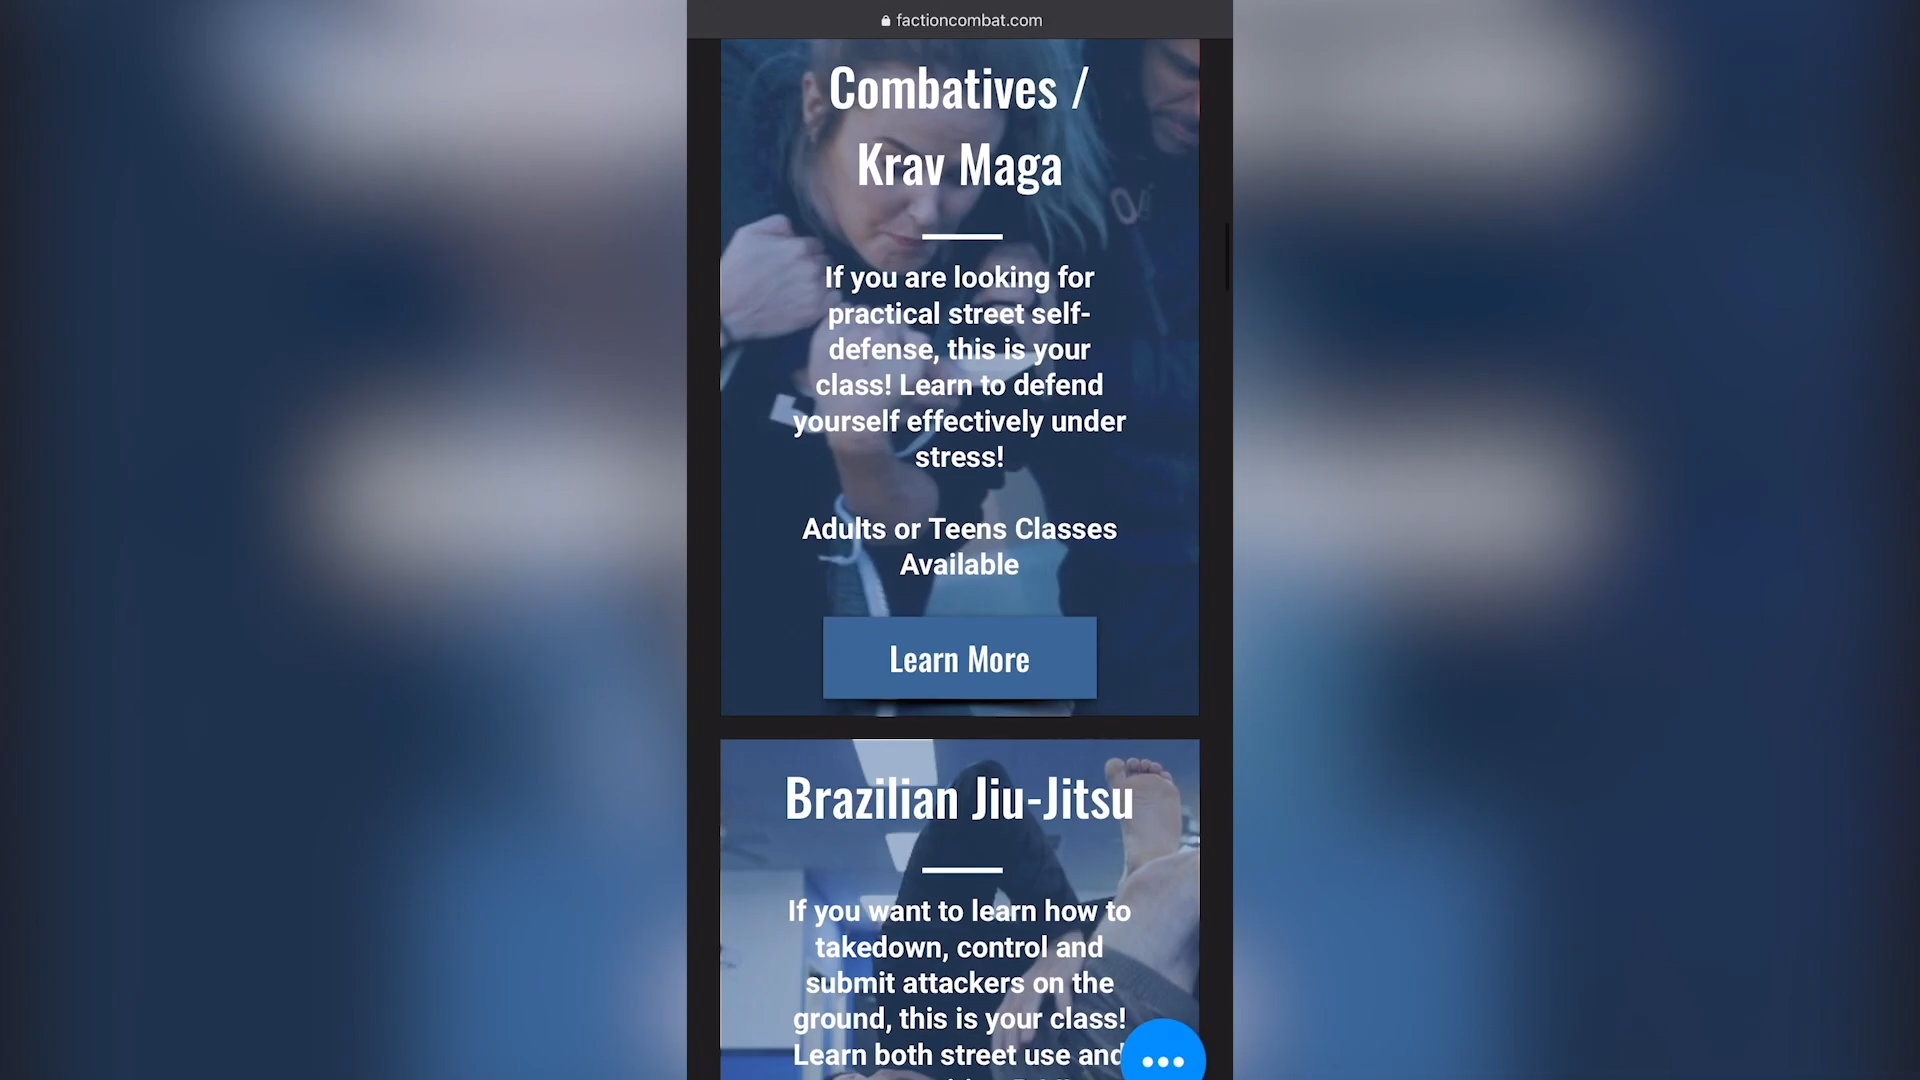 factioncombat.com
Combatives /
Krav Maga
If you are looking for
practical street self-
defense, this is your
class! Learn to defend
yourself effectively under
stress!
Adults or Teens Classes
Available
Learn More
Brazilian Jiu-Jitsu
If you want to learn how to
takedown, control and
submit attackers on the
ground, this is your class!
Learn both street use and